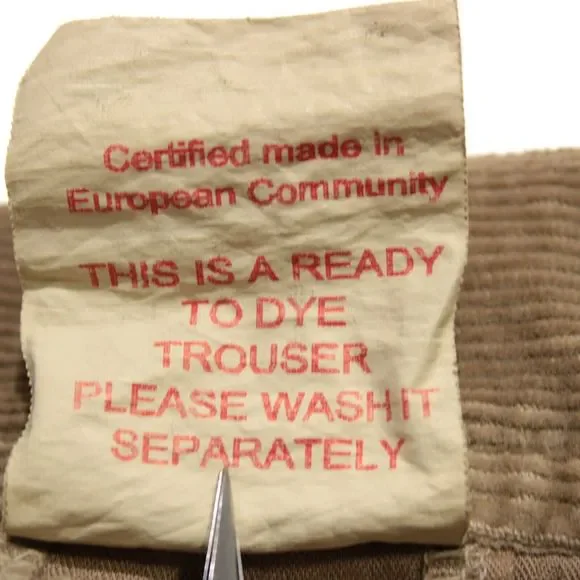 Certified made in
European Community
THIS IS A READY
TO DYE
TROUSER
PLEASE WASH IT
SEPARATELY